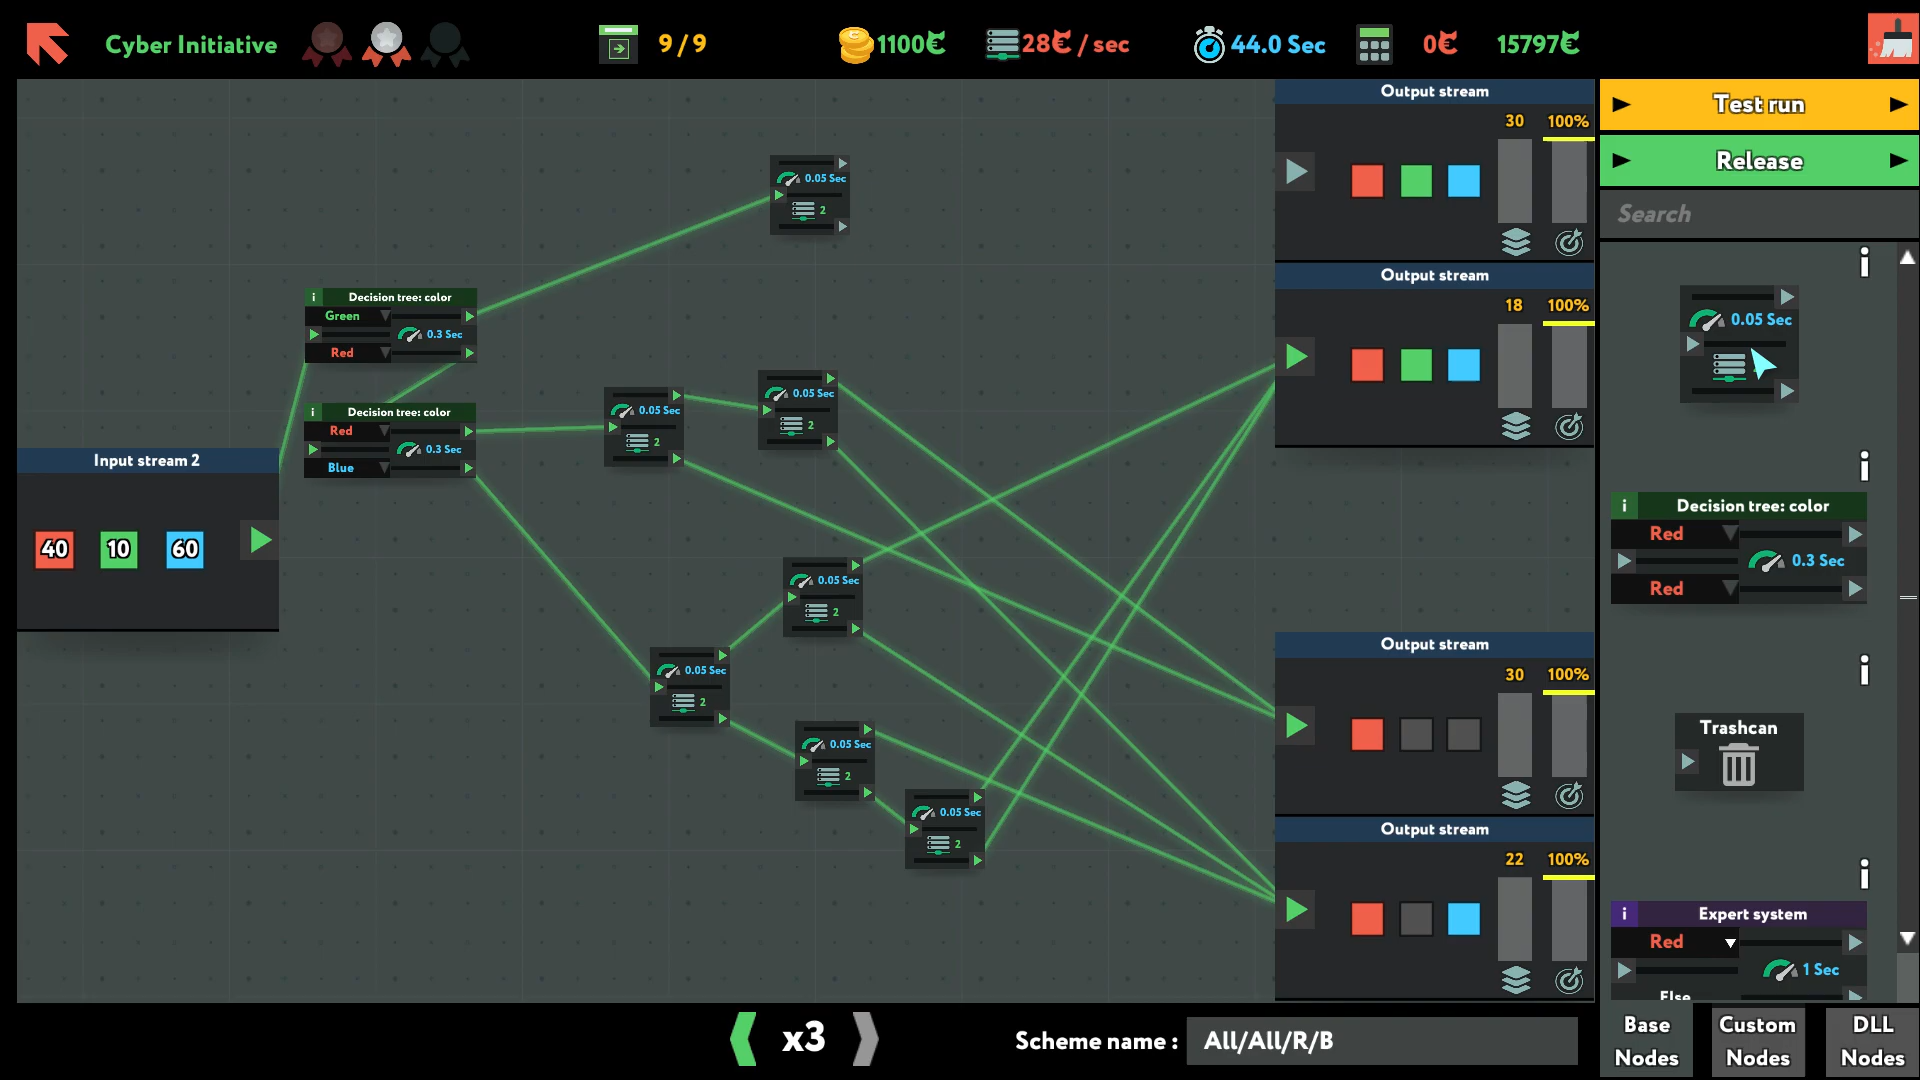 Cyber Initiative
9 / 9
1100€
28€ / sec
44.0 Sec
0€
15797€
Test run
Release
Search
0.05 Sec
Decision tree: color
Red
0.3 Sec
Red
Trashcan
Expert system
Red
1 Sec
Else
Base Nodes
Custom Nodes
DLL Nodes
Output stream
30
100%
Output stream
18
100%
Output stream
30
100%
Output stream
22
100%
0.05 Sec
2
Decision tree: color
Green
0.3 Sec
Red
Decision tree: color
Red
0.3 Sec
Blue
0.05 Sec
2
0.05 Sec
2
Input stream 2
40
10
60
0.05 Sec
2
0.05 Sec
2
0.05 Sec
2
0.05 Sec
2
x3
Scheme name :
All/All/R/B